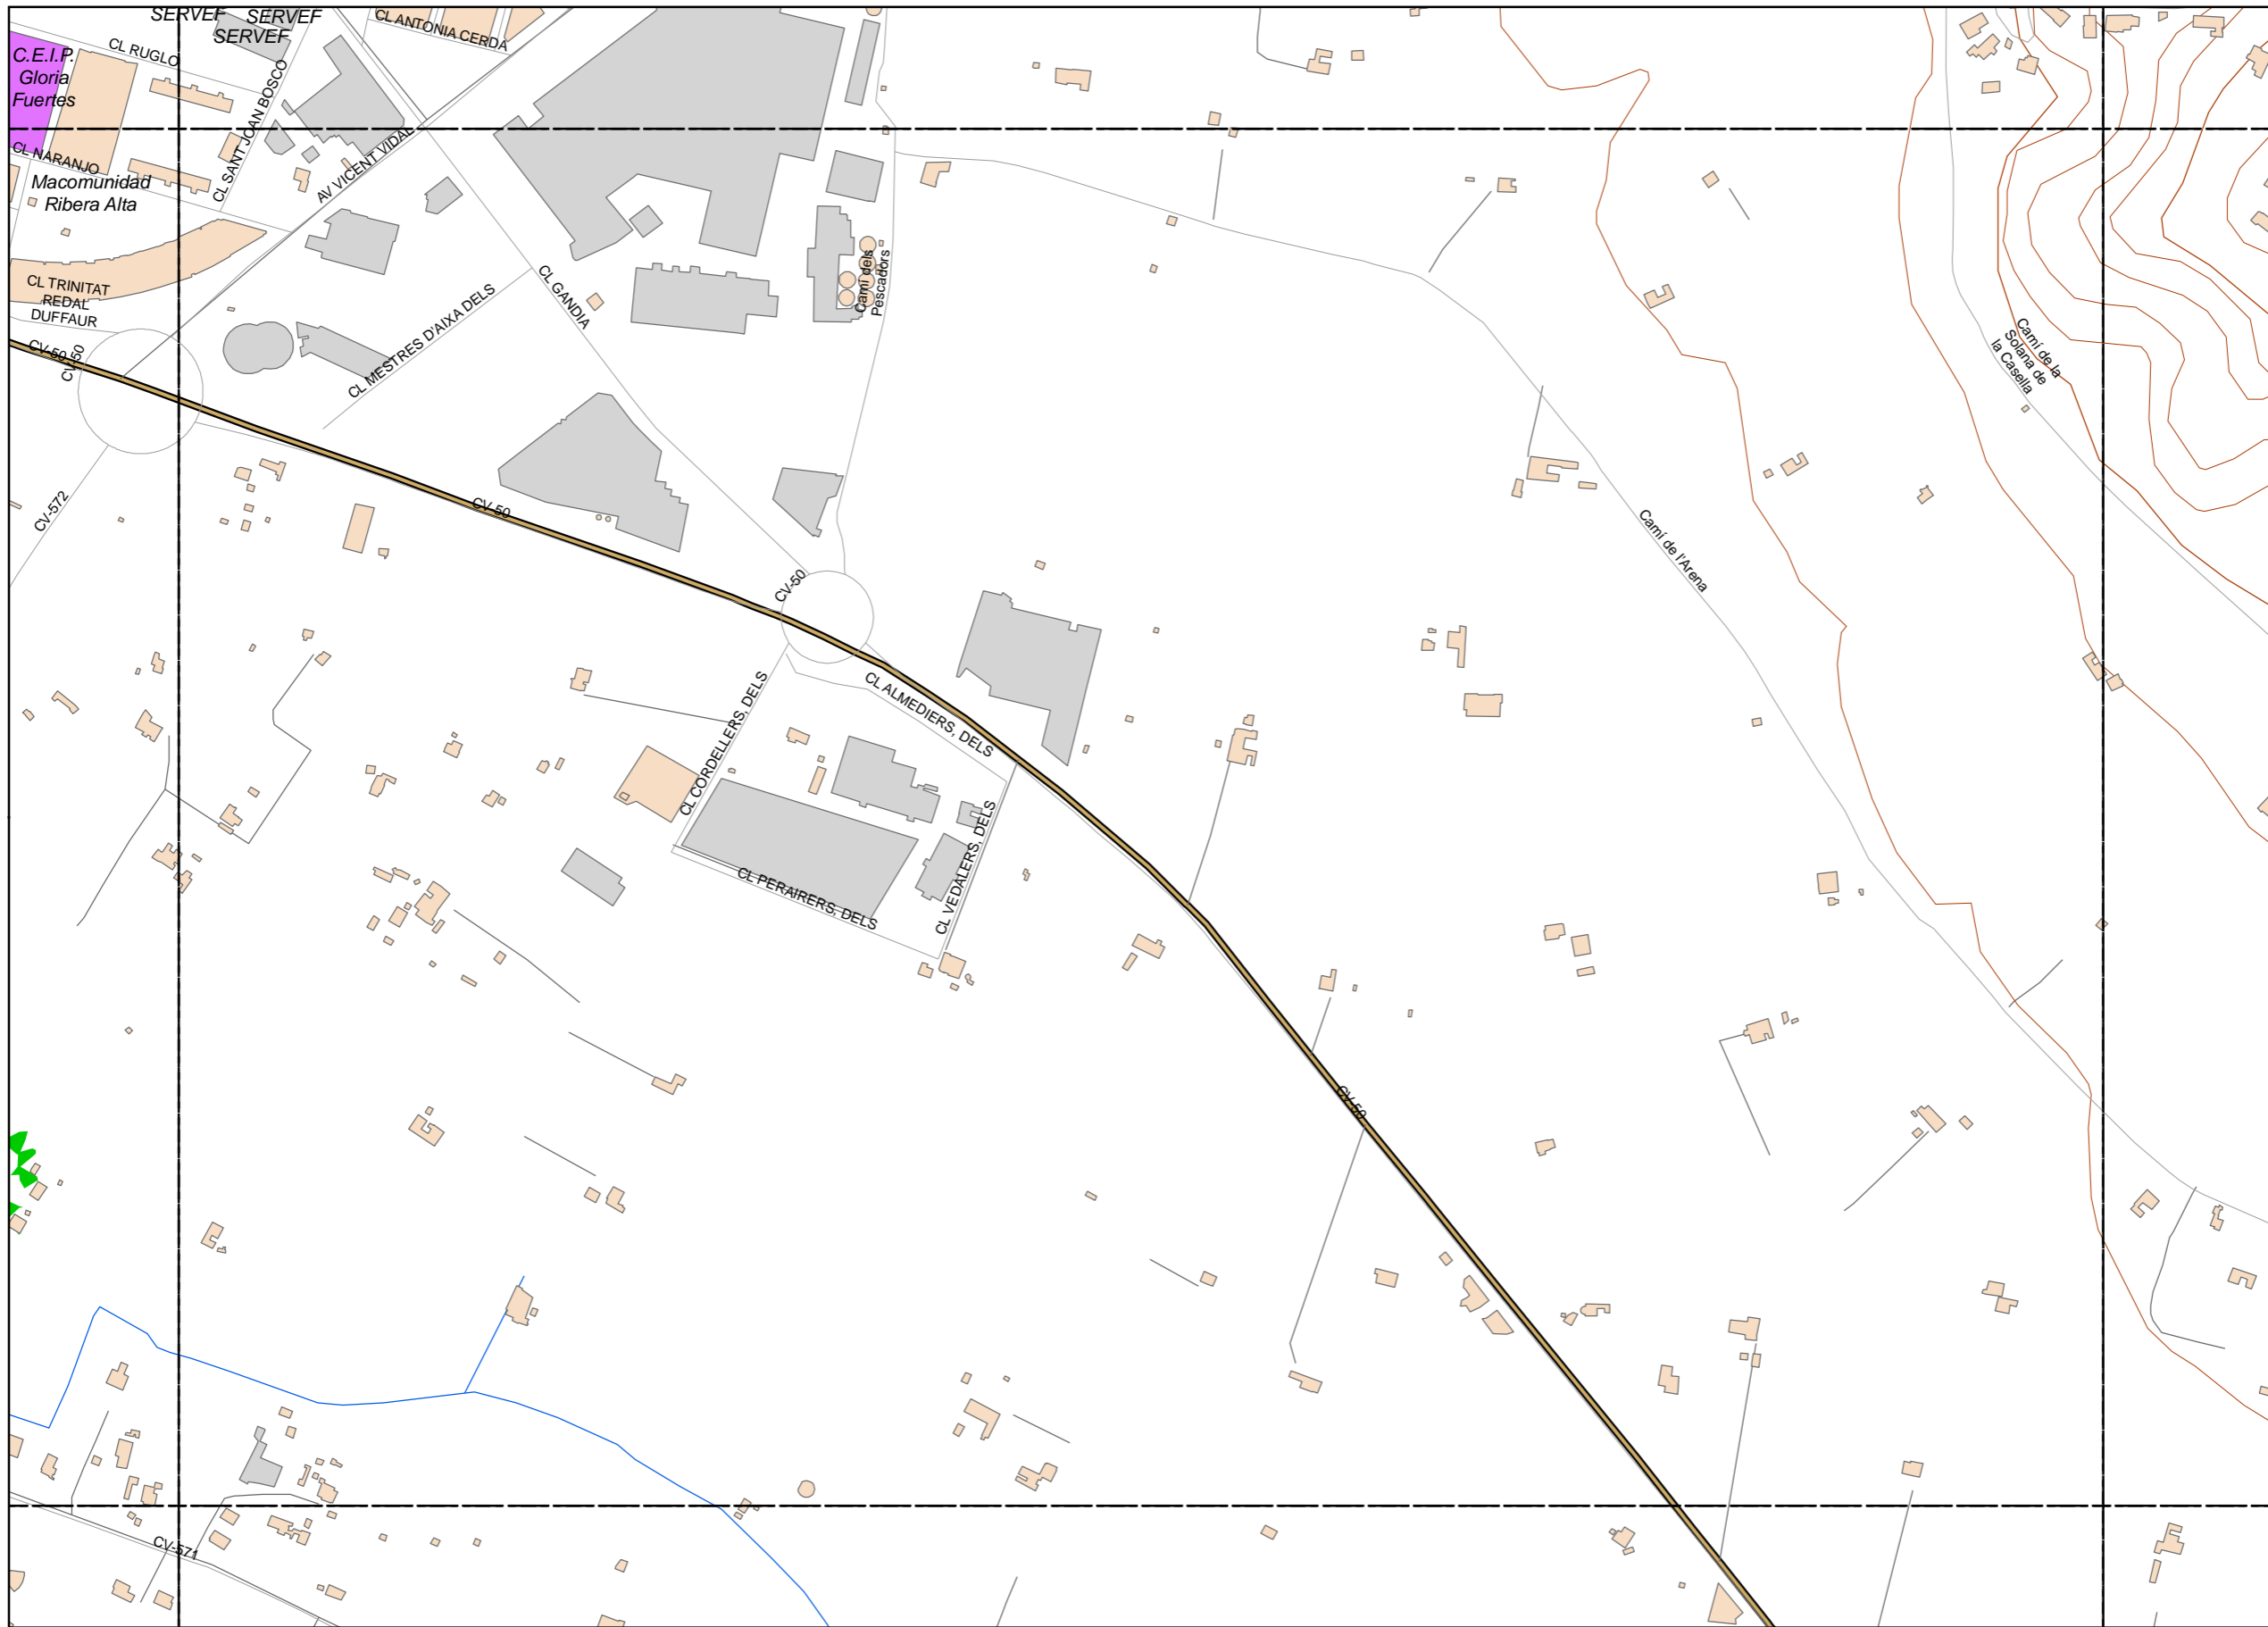 SERVEF
SERVEF
SERVEF
CL ANTONIA CERDÁ
CL RUGLO
C.E.I.P.
Gloria
Fuertes
CL SANT JCAN BOSCO
CL NARANJO
AV VICENT VIDAL
Macomunidad
Ribera Alta
CL TRINITAT
REDAL
DUFFAUR
CL GANDIA
Camí dels
Pescadors
CL MESTRES D'AIXA DELS
CV-50
CV-50
Camí de la
Solana de
la Casella
CV-572
CV-50
Camí de l'Arena
CV-50
CL CORDELLERS, DELS
CL ALMEDIERS, DELS
CL VEDALERS, DELS
CL PERAIRERS, DELS
CV-50
CV-571